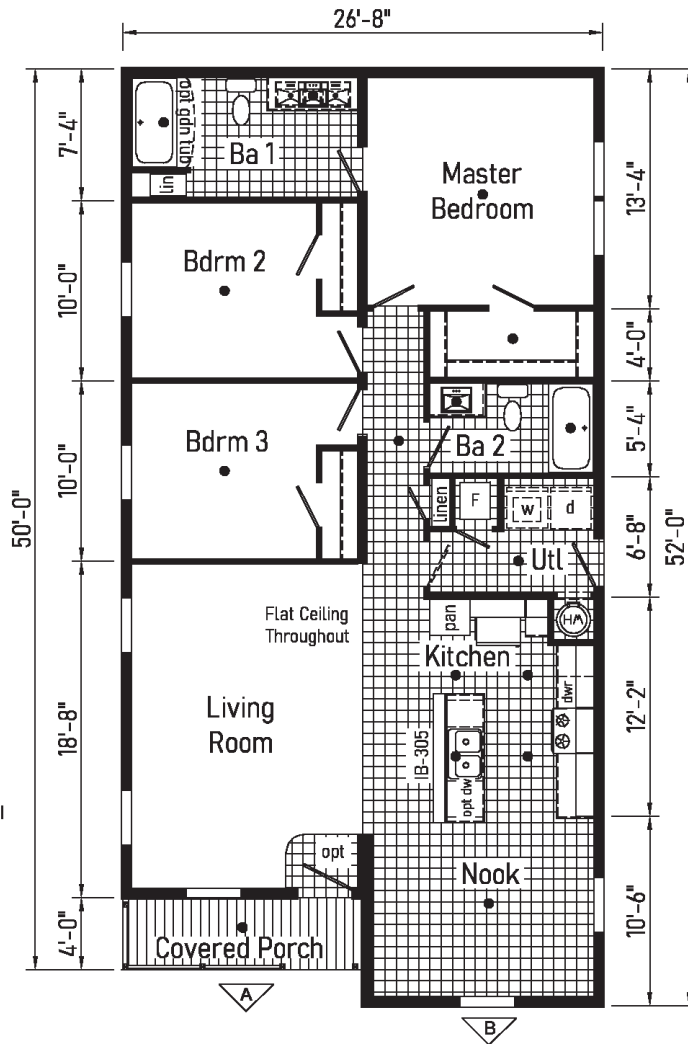 26'-8"
7'-4"
10'-0"
10'-0"
18'-8"
4'-0"
50'-0"
opt gdn tub
Ba 1
lin
Master
Bedroom
13'-4"
Bdrm 2
4'-0"
Bdrm 3
Ba 2
5'-4"
linen
F
w
d
Utl
6'-8"
52'-0"
Flat Ceiling
Throughout
pan
HW
Kitchen
dwr
12'-2"
Living
Room
IB-305
opt dw
opt
Nook
10'-6"
Covered Porch
A
B